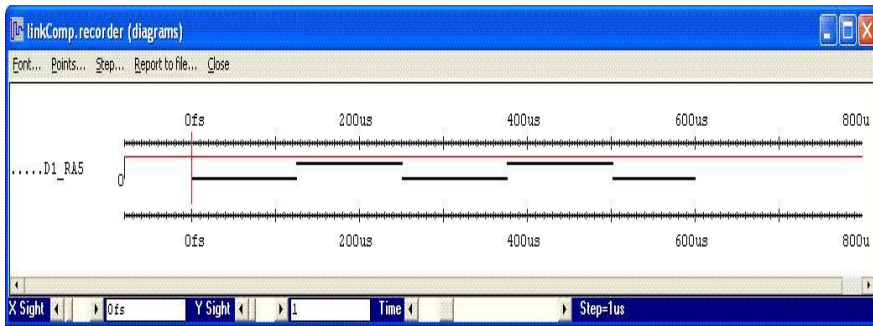 linkComp.recorder (diagrams)
Font... Points... Step... Report to file... Close
0fs 200us 400us 600us 800u
.....D1_RA5
0
0fs 200us 400us 600us 800u
X Sight 0fs Y Sight 1 Time Step=1us